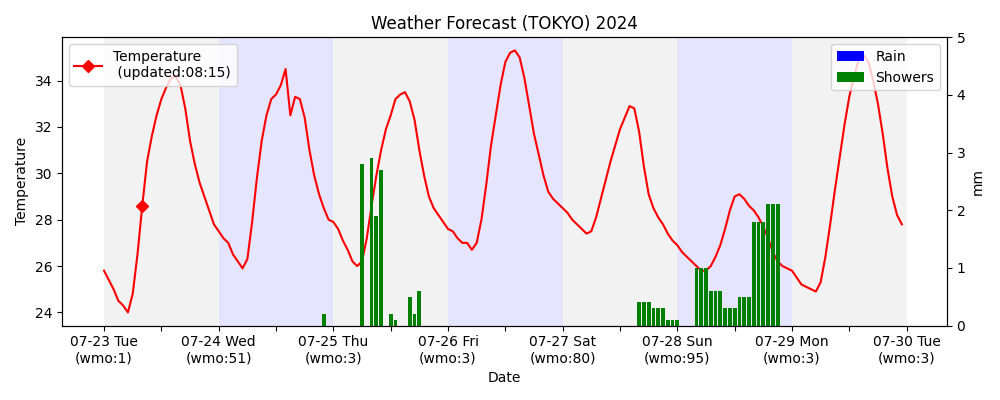 Weather Forecast (TOKYO) 2024
Temperature
(updated:08:15)
Rain
Showers
Temperature
34
32
30
28
26
24
5
4
3
2
1
0
mm
07-23 Tue
(wmo:1)
07-24 Wed
(wmo:51)
07-25 Thu
(wmo:3)
07-26 Fri
(wmo:3)
07-27 Sat
(wmo:80)
07-28 Sun
(wmo:95)
07-29 Mon
(wmo:3)
07-30 Tue
(wmo:3)
Date